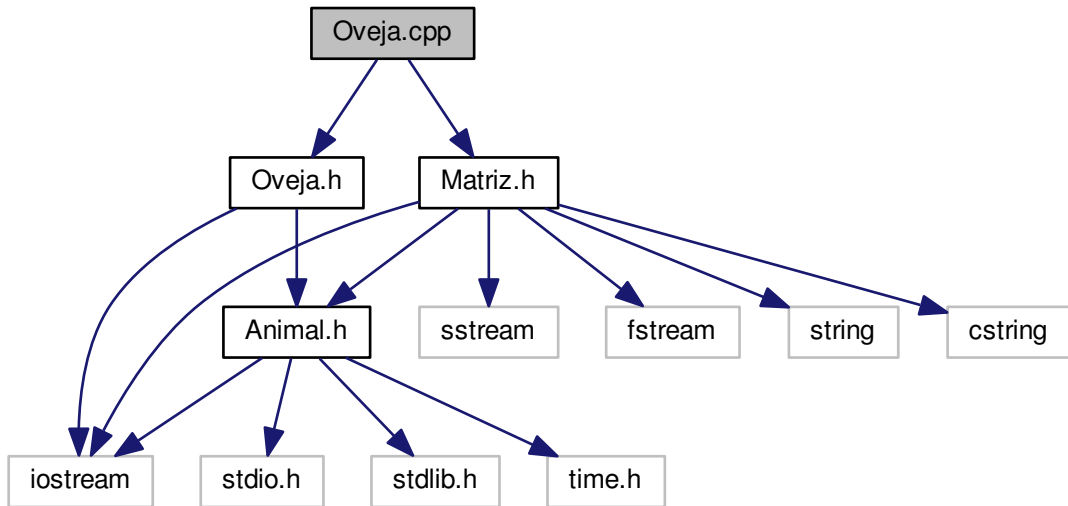 Oveja.cpp
Oveja.h
Matriz.h
Animal.h
sstream
fstream
string
cstring
iostream
stdio.h
stdlib.h
time.h